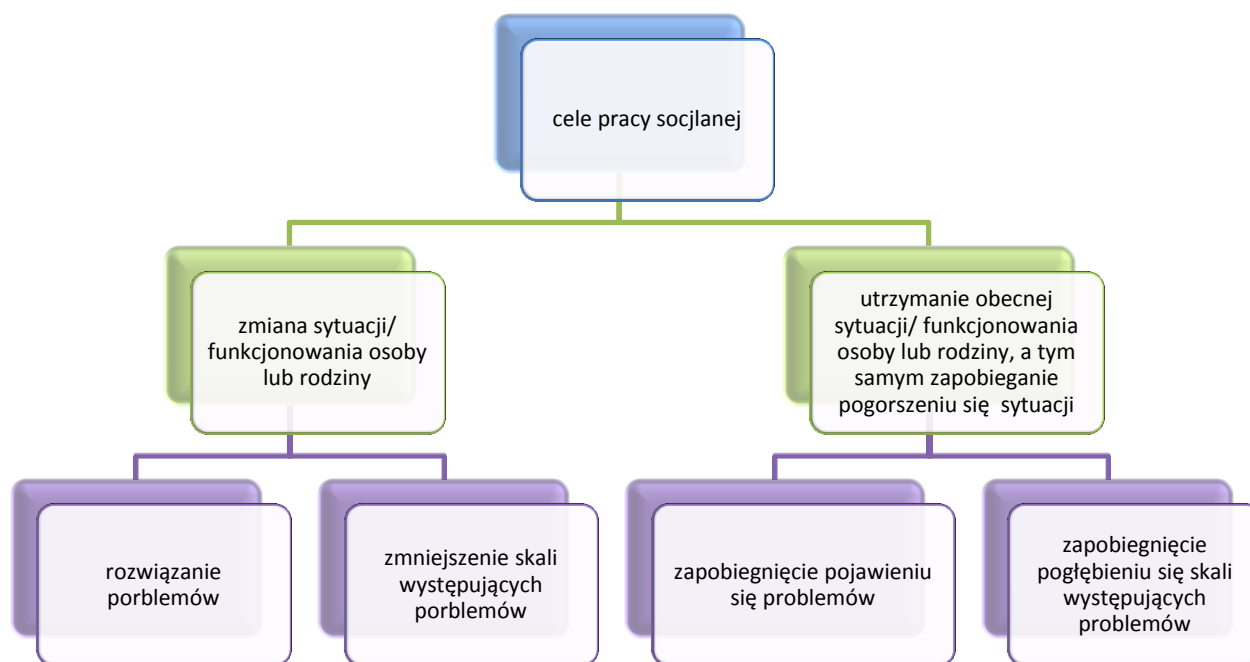 cele pracy socjlanej
zmiana sytuacji/
funkcjonowania osoby
lub rodziny
utrzymanie obecnej
sytuacji/ funkcjonowania
osoby lub rodziny, a tym
samym zapobieganie
pogorszeniu się sytuacji
rozwiązanie
porblemów
zmniejszenie skali
występujących
porblemów
zapobiegnięcie pojawieniu
się problemów
zapobiegnięcie
pogłębieniu się skali
występujących
problemów